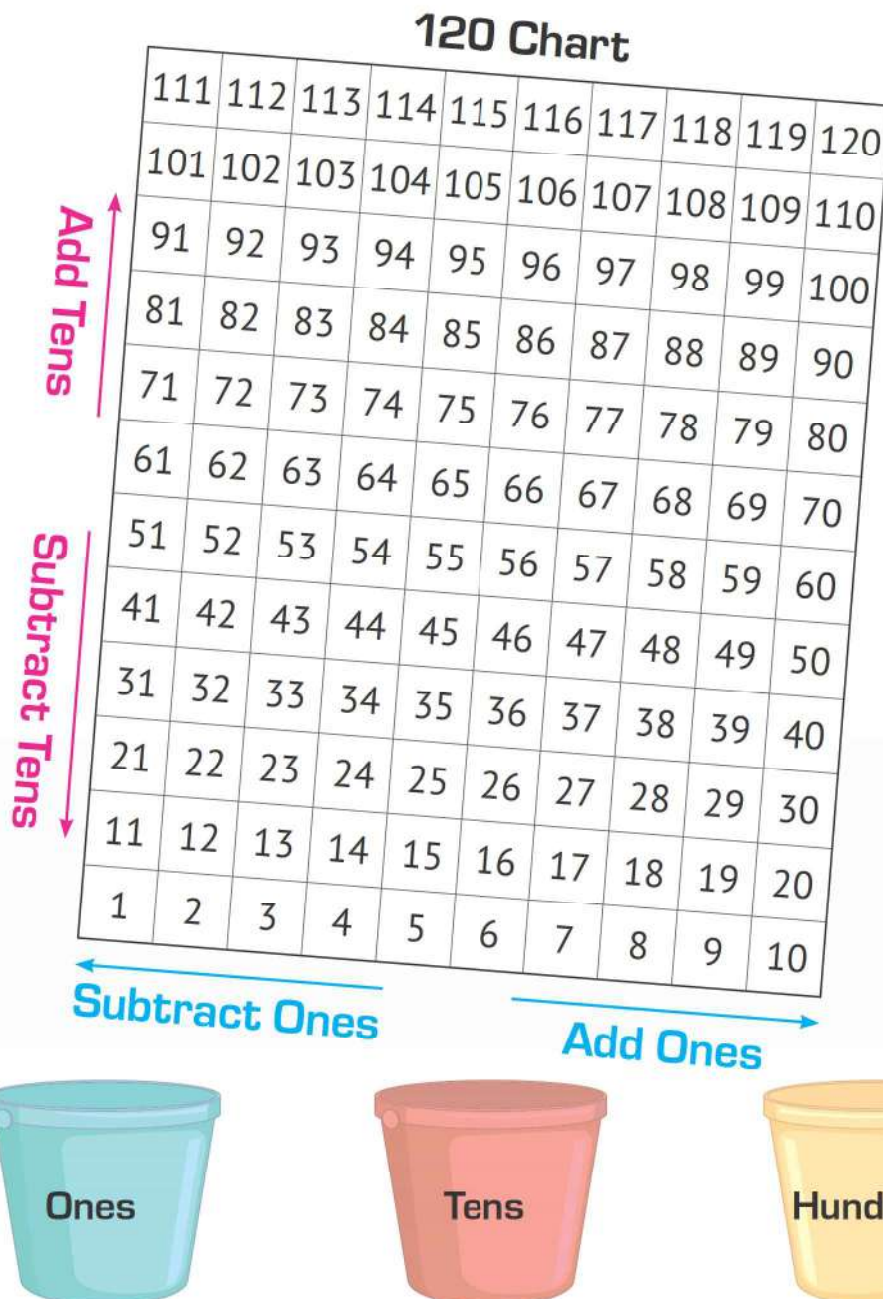 120 Chart
111 112 113 114 115 116 117 118 119 120
101 102 103 104 105 106 107 108 109 110
91 92 93 94 95 96 97 98 99 100
81 82 83 84 85 86 87 88 89 90
71 72 73 74 75 76 77 78 79 80
61 62 63 64 65 66 67 68 69 70
51 52 53 54 55 56 57 58 59 60
41 42 43 44 45 46 47 48 49 50
31 32 33 34 35 36 37 38 39 40
21 22 23 24 25 26 27 28 29 30
11 12 13 14 15 16 17 18 19 20
1 2 3 4 5 6 7 8 9 10
Add Tens
Subtract Tens
Subtract Ones
Add Ones
Ones
Tens
Hund